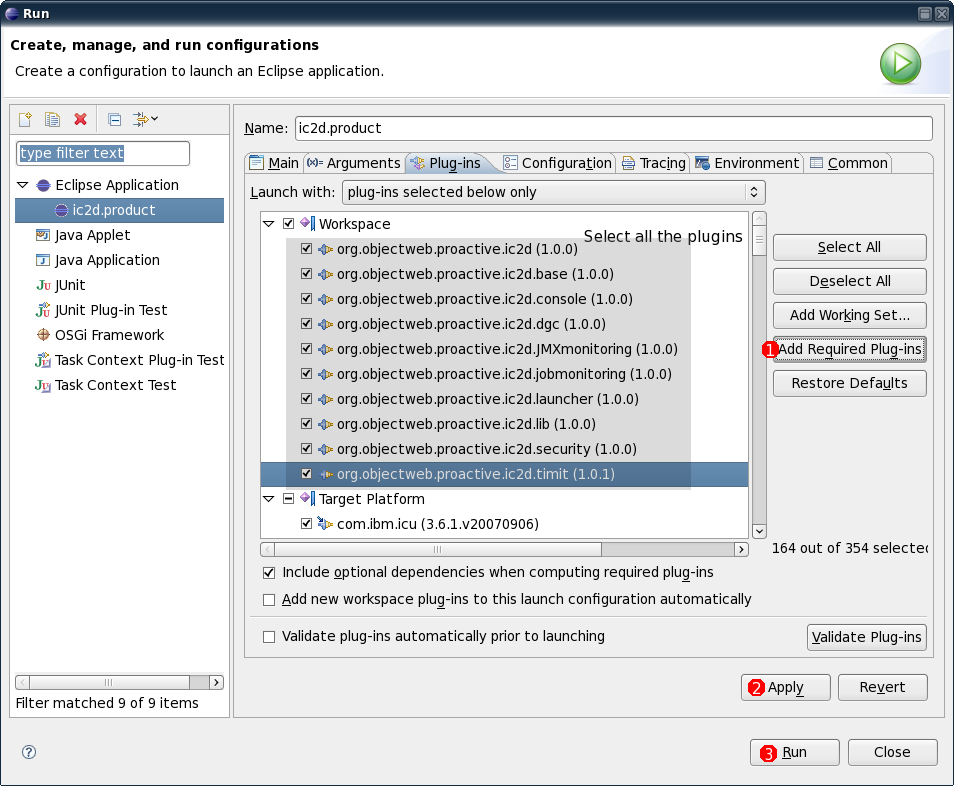 Run
Create, manage, and run configurations
Create a configuration to launch an Eclipse application.
type filter text
Eclipse Application
ic2d.product
Java Applet
Java Application
JUnit
JUnit Plug-in Test
OSGi Framework
Task Context Plug-in Test
Task Context Test
Filter matched 9 of 9 items
Name: ic2d.product
Main (x)= Arguments Plug-ins Configuration Tracing Environment Common
Launch with: plug-ins selected below only
Workspace
Select all the plugins
org.objectweb.proactive.ic2d (1.0.0)
org.objectweb.proactive.ic2d.base (1.0.0)
org.objectweb.proactive.ic2d.console (1.0.0)
org.objectweb.proactive.ic2d.dgc (1.0.0)
org.objectweb.proactive.ic2d.JMXmonitoring (1.0.0)
org.objectweb.proactive.ic2d.jobmonitoring (1.0.0)
org.objectweb.proactive.ic2d.launcher (1.0.0)
org.objectweb.proactive.ic2d.lib (1.0.0)
org.objectweb.proactive.ic2d.security (1.0.0)
org.objectweb.proactive.ic2d.timit (1.0.1)
Target Platform
com.ibm.icu (3.6.1.v20070906)
Select All
Deselect All
Add Working Set...
1 Add Required Plug-ins
Restore Defaults
164 out of 354 selected
Include optional dependencies when computing required plug-ins
Add new workspace plug-ins to this launch configuration automatically
Validate plug-ins automatically prior to launching
Validate Plug-ins
2 Apply
Revert
?
3 Run
Close